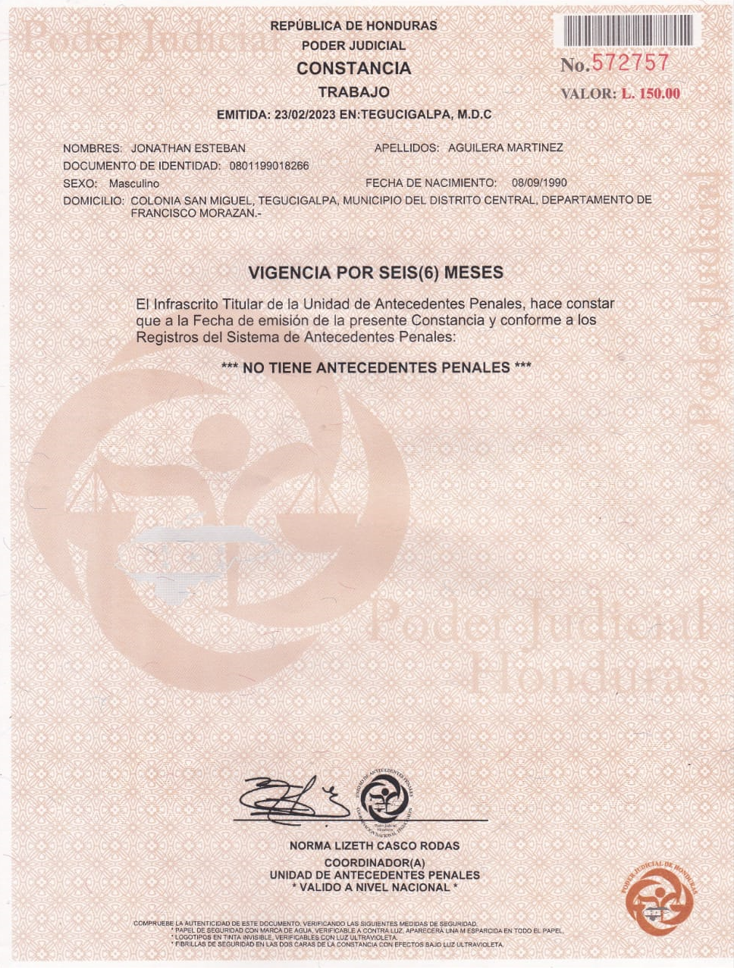 REPÚBLICA DE HONDURAS
PODER JUDICIAL
CONSTANCIA
TRABAJO
EMITIDA: 23/02/2023 EN:TEGUCIGALPA, M.D.C
No.572757
VALOR: L. 150.00
NOMBRES: JONATHAN ESTEBAN APELLIDOS: AGUILERA MARTINEZ
DOCUMENTO DE IDENTIDAD: 0801199018266
SEXO: Masculino FECHA DE NACIMIENTO: 08/09/1990
DOMICILIO: COLONIA SAN MIGUEL, TEGUCIGALPA, MUNICIPIO DEL DISTRITO CENTRAL, DEPARTAMENTO DE
FRANCISCO MORAZAN.-
VIGENCIA POR SEIS(6) MESES
El Infrascrito Titular de la Unidad de Antecedentes Penales, hace constar
que a la Fecha de emisión de la presente Constancia y conforme a los
Registros del Sistema de Antecedentes Penales:
*** NO TIENE ANTECEDENTES PENALES ***
Poder Judicial
Poder Judicial
Poder Judicial
Honduras
NORMA LIZETH CASCO RODAS
COORDINADOR(A)
UNIDAD DE ANTECEDENTES PENALES
* VALIDO A NIVEL NACIONAL *
PODER JUDICIAL DE HONDURAS
COMPRUEBE LA AUTENTICIDAD DE ESTE DOCUMENTO, VERIFICANDO LAS SIGUIENTES MEDIDAS DE SEGURIDAD.
* PAPEL DE SEGURIDAD CON MARCA DE AGUA, VERIFICABLE A CONTRA LUZ, APARECERA UNA M ESPARCIDA EN TODO EL PAPEL.
* LOGOTIPOS EN TINTA INVISIBLE, VERIFICABLES CON LUZ ULTRAVIOLETA.
* FIBRILLAS DE SEGURIDAD EN LAS DOS CARAS DE LA CONSTANCIA CON EFECTOS BAJO LUZ ULTRAVIOLETA.